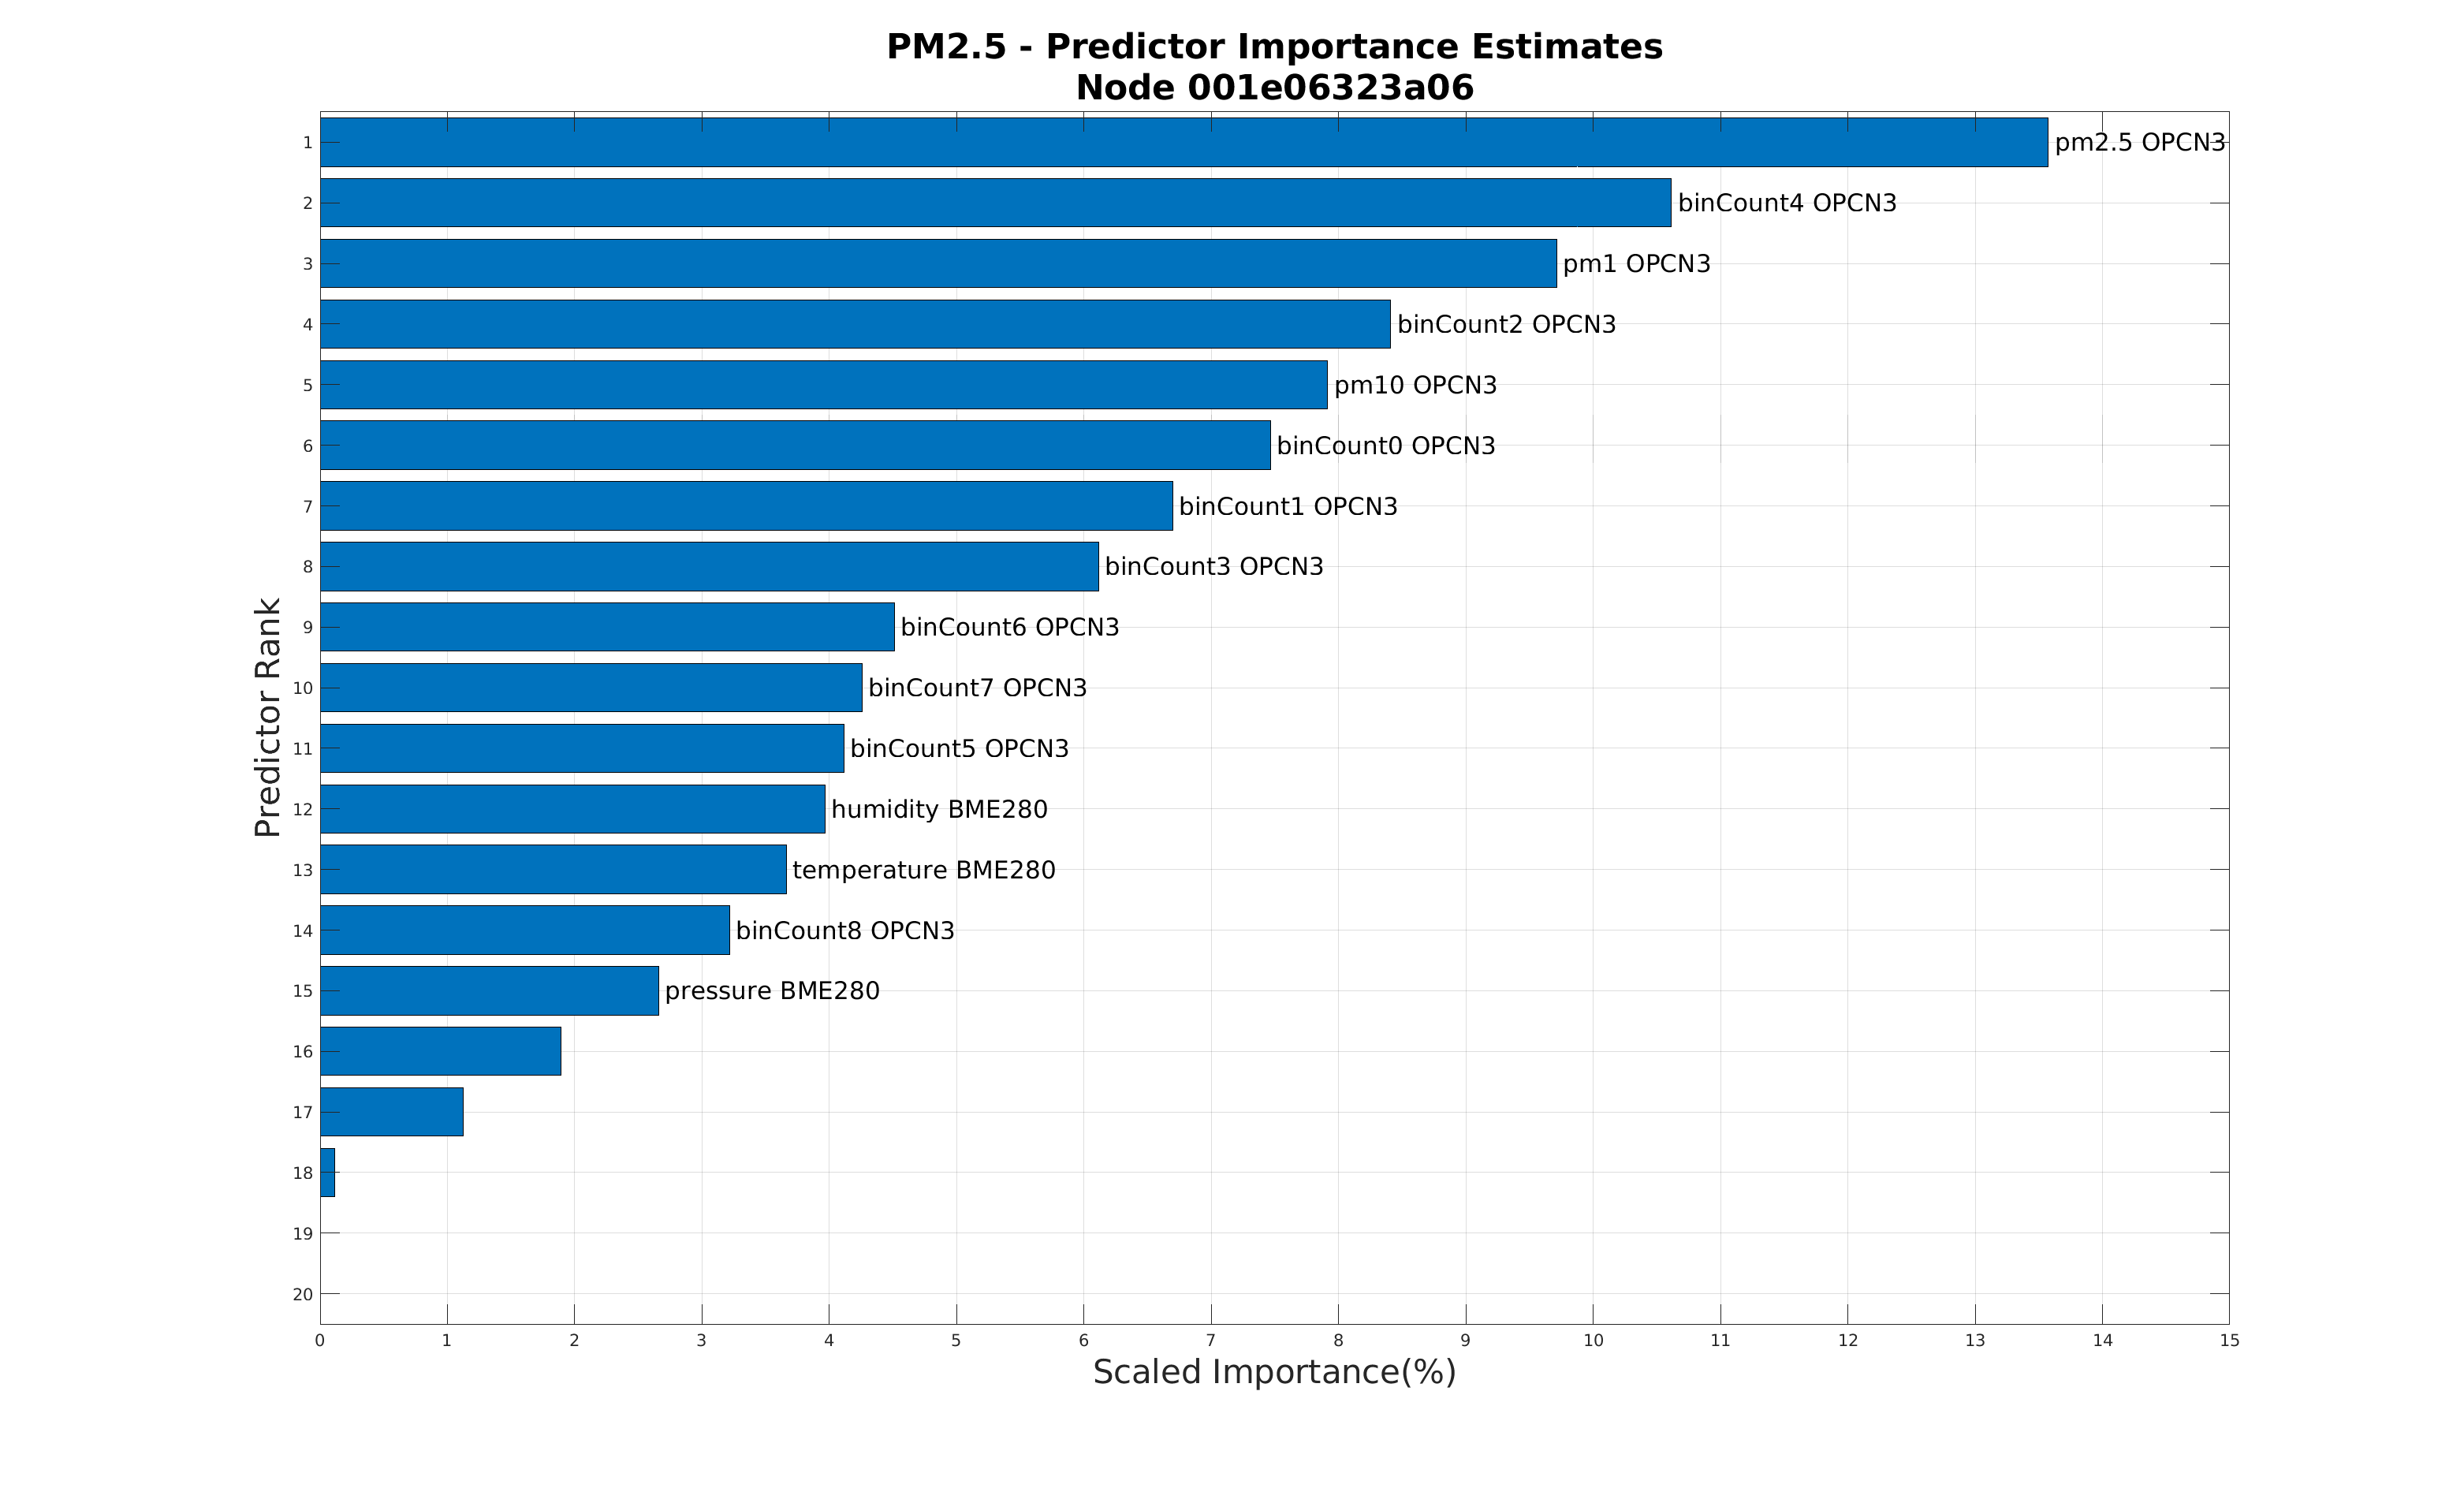 PM2.5 - Predictor Importance Estimates
Node 001e06323a06
Predictor Rank
1 pm2.5 OPCN3
2 binCount4 OPCN3
3 pm1 OPCN3
4 binCount2 OPCN3
5 pm10 OPCN3
6 binCount0 OPCN3
7 binCount1 OPCN3
8 binCount3 OPCN3
9 binCount6 OPCN3
10 binCount7 OPCN3
11 binCount5 OPCN3
12 humidity BME280
13 temperature BME280
14 binCount8 OPCN3
15 pressure BME280
16
17
18
19
20
0 1 2 3 4 5 6 7 8 9 10 11 12 13 14 15
Scaled Importance(%)